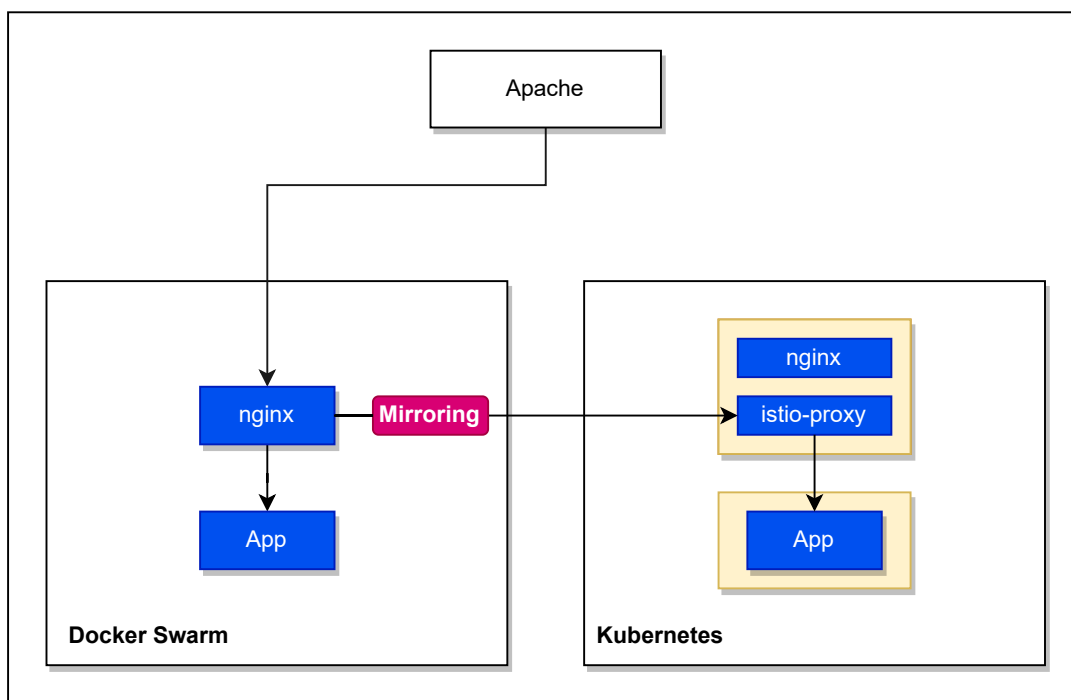 Apache
nginx
Mirroring
App
Docker Swarm
nginx
istio-proxy
App
Kubernetes